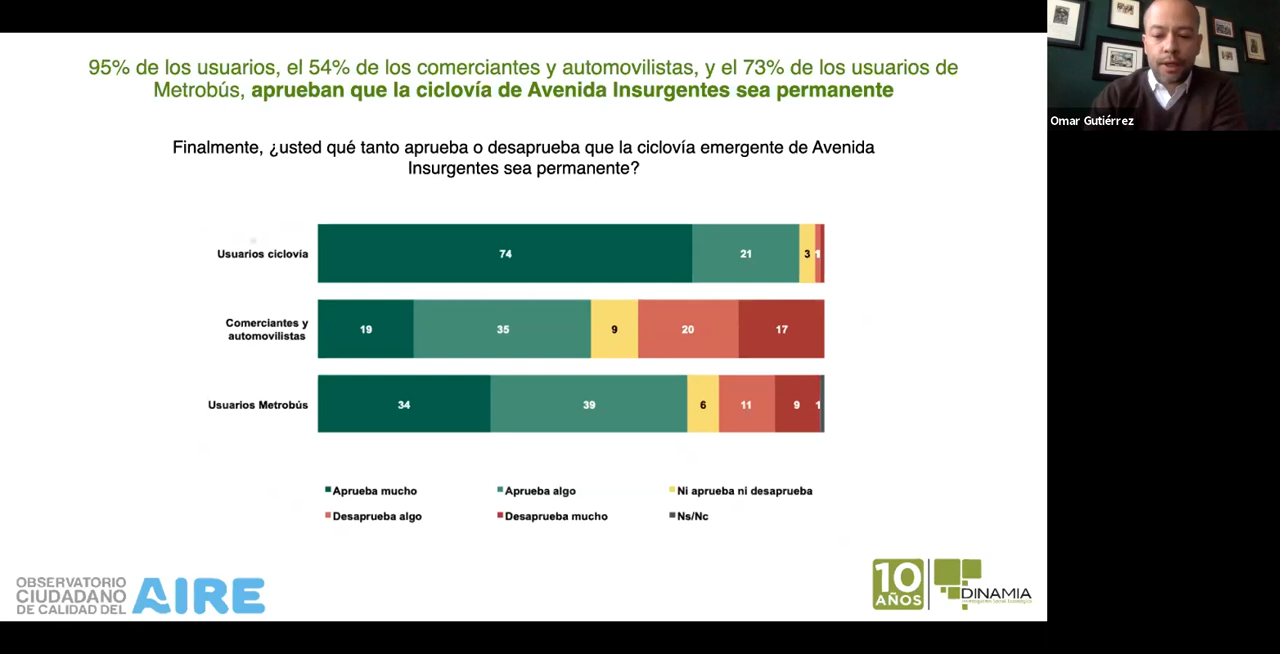 95% de los usuarios, el 54% de los comerciantes y automovilistas, y el 73% de los usuarios de
Metrobús, aprueban que la ciclovía de Avenida Insurgentes sea permanente
Omar Gutiérrez
Finalmente, ¿usted qué tanto aprueba o desaprueba que la ciclovía emergente de Avenida
Insurgentes sea permanente?
Usuarios ciclovía
74
21
3
1
Comerciantes y
automovilistas
19
35
9
20
17
Usuarios Metrobús
34
39
6
11
9
1
Aprueba mucho
Aprueba algo
Ni aprueba ni desaprueba
Desaprueba algo
Desaprueba mucho
Ns/Nc
OBSERVATORIO
CIUDADANO
DE CALIDAD DEL
AIRE
10
AÑOS
DINAMIA